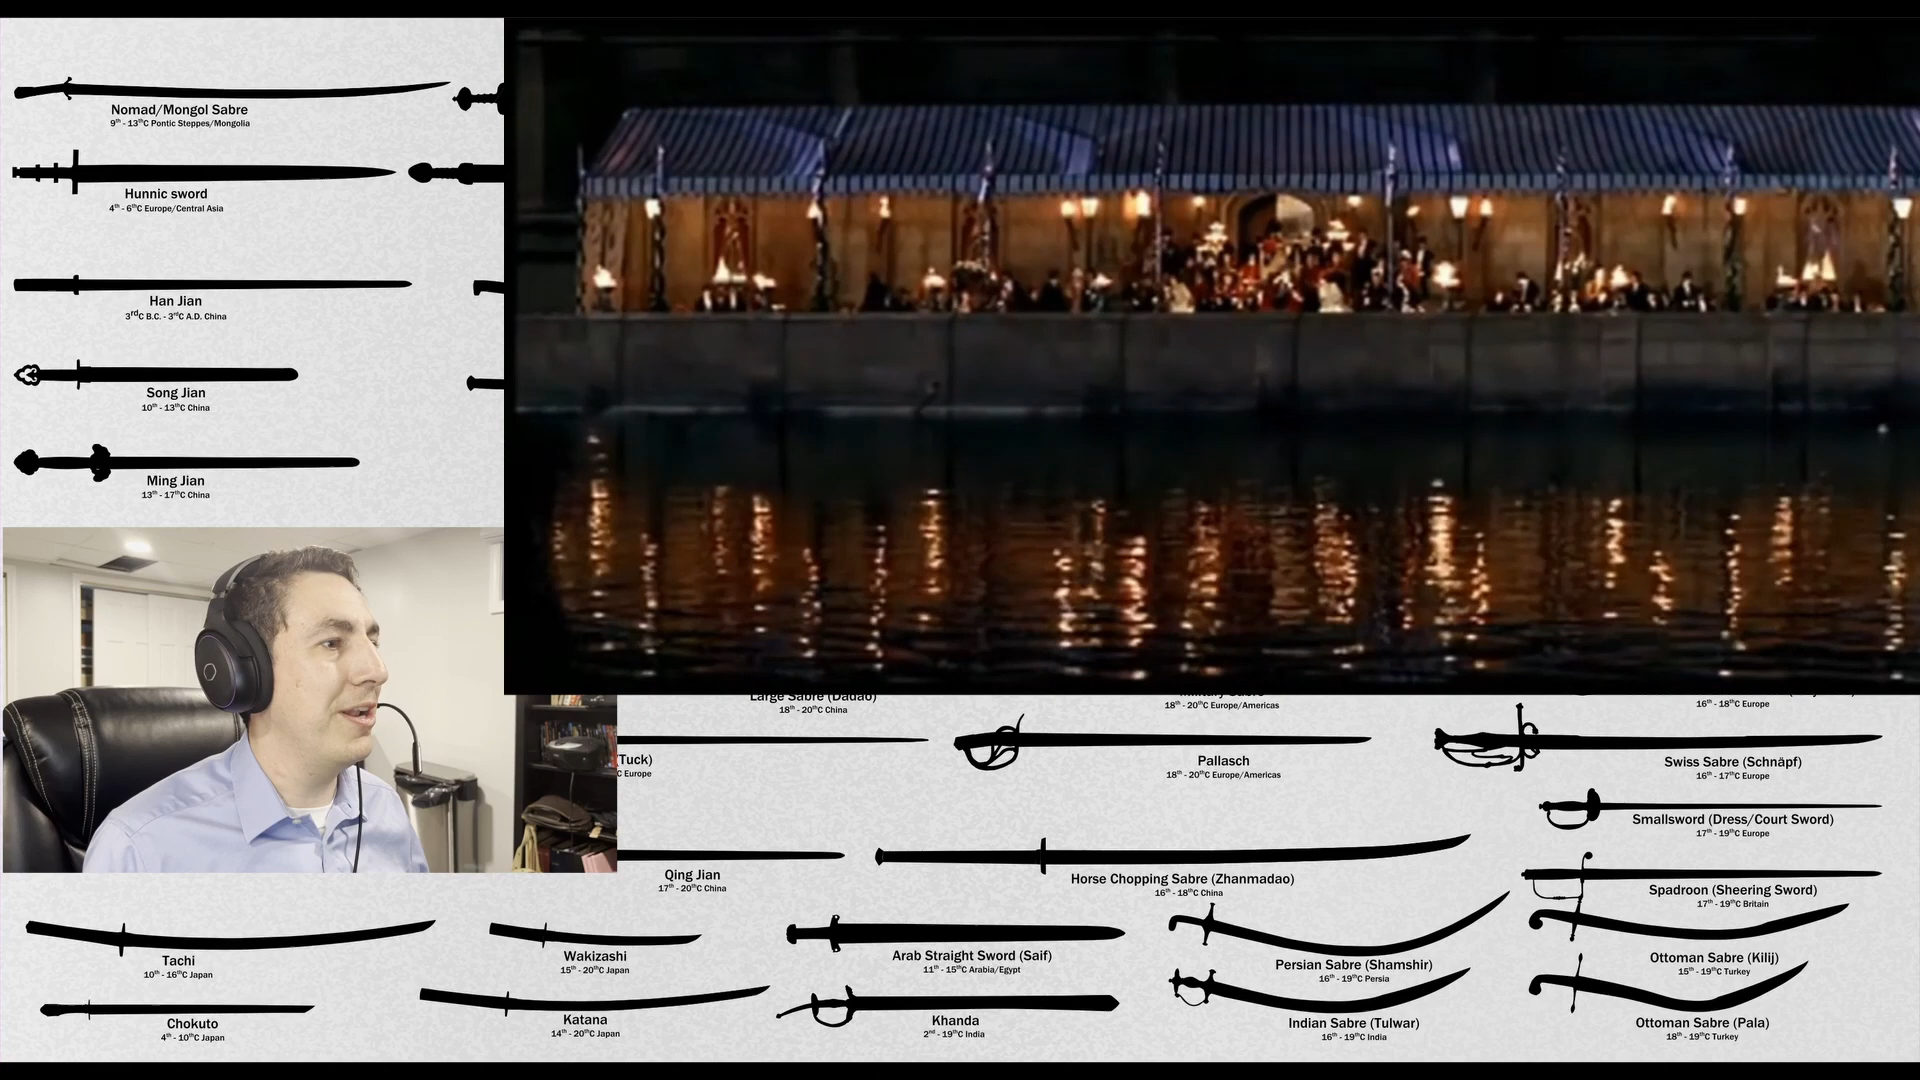 Nomad/Mongol Sabre
9th - 13thC Pontic Steppes/Mongolia
Hunnic sword
4th - 6thC Europe/Central Asia
Han Jian
3rdC B.C. - 3rdC A.D. China
Song Jian
10th - 13thC China
Ming Jian
13th - 17thC China
Large Sabre (Dadao)
18th - 20thC China
Military Sabre
18th - 20thC Europe/Americas
16th - 18thC Europe
(Tuck)
C Europe
Pallasch
18th - 20thC Europe/Americas
Swiss Sabre (Schnäpf)
16th - 17thC Europe
Smallsword (Dress/Court Sword)
17th - 19thC Europe
Qing Jian
17th - 20thC China
Horse Chopping Sabre (Zhanmadao)
16th - 18thC China
Spadroon (Sheering Sword)
17th - 19thC Britain
Tachi
10th - 16thC Japan
Wakizashi
15th - 20thC Japan
Arab Straight Sword (Saif)
11th - 15thC Arabia/Egypt
Persian Sabre (Shamshir)
16th - 19thC Persia
Ottoman Sabre (Kilij)
15th - 19thC Turkey
Chokuto
4th - 10thC Japan
Katana
14th - 20thC Japan
Khanda
2nd - 19thC India
Indian Sabre (Tulwar)
16th - 19thC India
Ottoman Sabre (Pala)
18th - 19thC Turkey